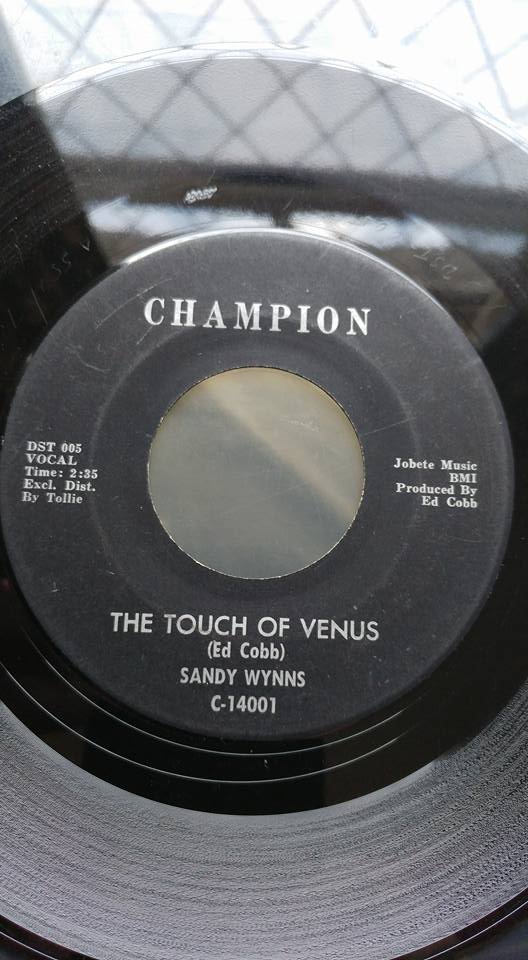 CHAMPION
DST 005
VOCAL
Time: 2:35
Excl. Dist.
By Tollie
Jobete Music
BMI
Produced By
Ed Cobb
THE TOUCH OF VENUS
(Ed Cobb)
SANDY WYNNS
C-14001